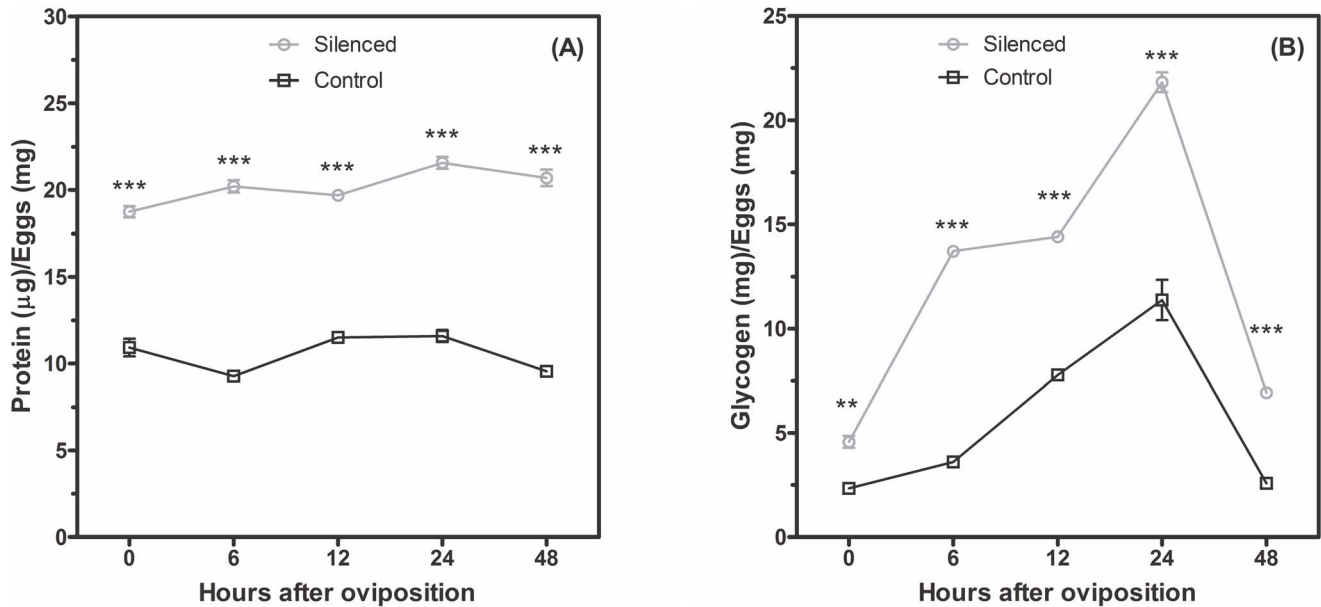 30
25
20
15
10
5
0
Protein (μg)/Eggs (mg)
Silenced
Control
(A)
***
***
***
***
***
0 6 12 24 48
Hours after oviposition
25
20
15
10
5
0
Glycogen (mg)/Eggs (mg)
Silenced
Control
(B)
***
***
***
***
**
0 6 12 24 48
Hours after oviposition